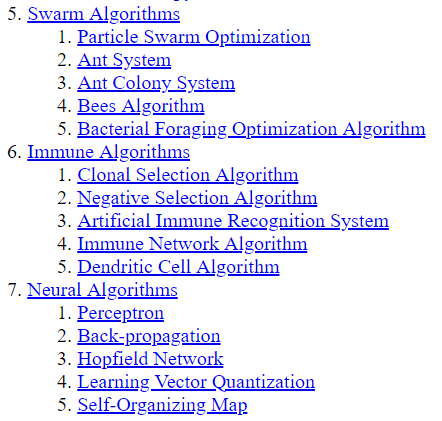 5. Swarm Algorithms
1. Particle Swarm Optimization
2. Ant System
3. Ant Colony System
4. Bees Algorithm
5. Bacterial Foraging Optimization Algorithm
6. Immune Algorithms
1. Clonal Selection Algorithm
2. Negative Selection Algorithm
3. Artificial Immune Recognition System
4. Immune Network Algorithm
5. Dendritic Cell Algorithm
7. Neural Algorithms
1. Perceptron
2. Back-propagation
3. Hopfield Network
4. Learning Vector Quantization
5. Self-Organizing Map